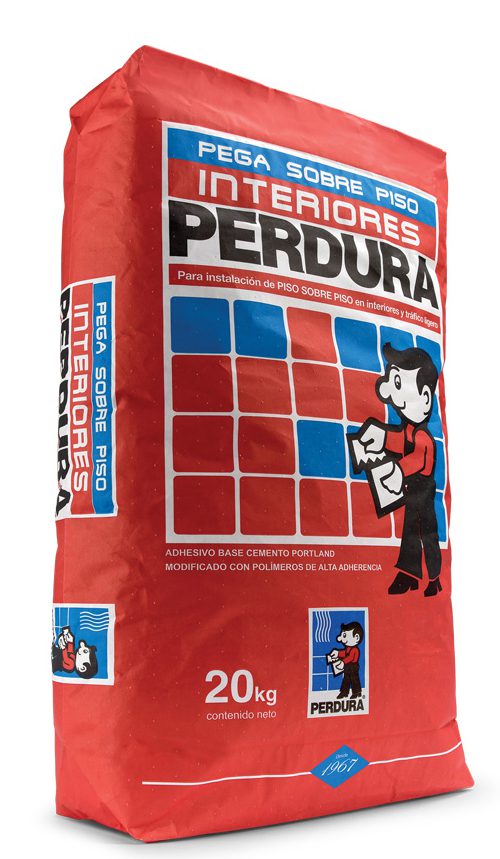 PEGA SOBRE PISO
INTERIORES
PERDURA
Para instalación de PISO SOBRE PISO en interiores y tráfico ligero
ADHESIVO BASE CEMENTO PORTLAND
MODIFICADO CON POLÍMEROS DE ALTA ADHERENCIA
20kg
contenido neto
PERDURA®
Desde
1967
PEGA SOBRE PISO
INTERIORES
PERDURA